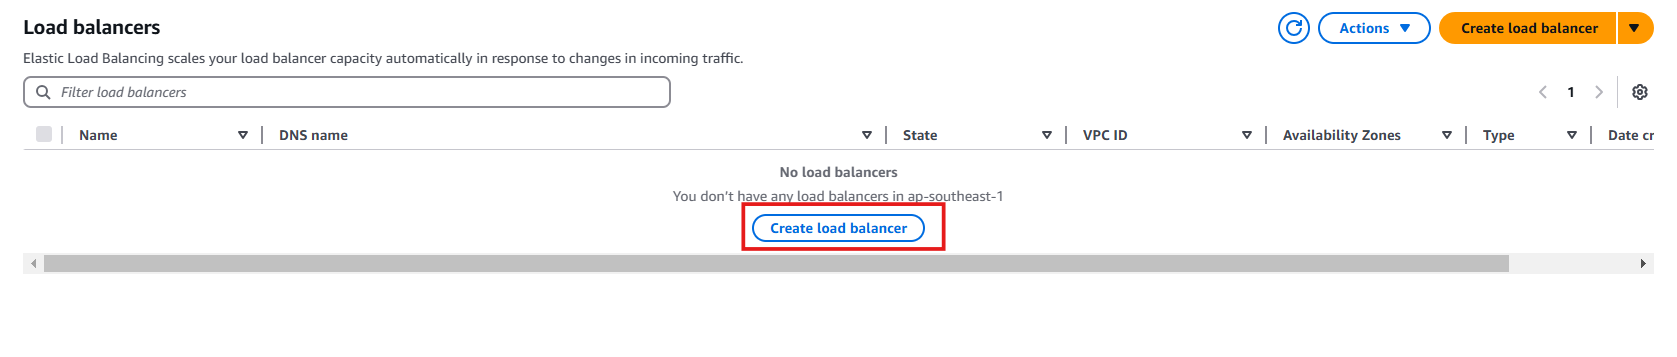 Load balancers
Actions
Create load balancer
Elastic Load Balancing scales your load balancer capacity automatically in response to changes in incoming traffic.
Filter load balancers
1
Name DNS name State VPC ID Availability Zones Type Date cr
No load balancers
You don't have any load balancers in ap-southeast-1
Create load balancer